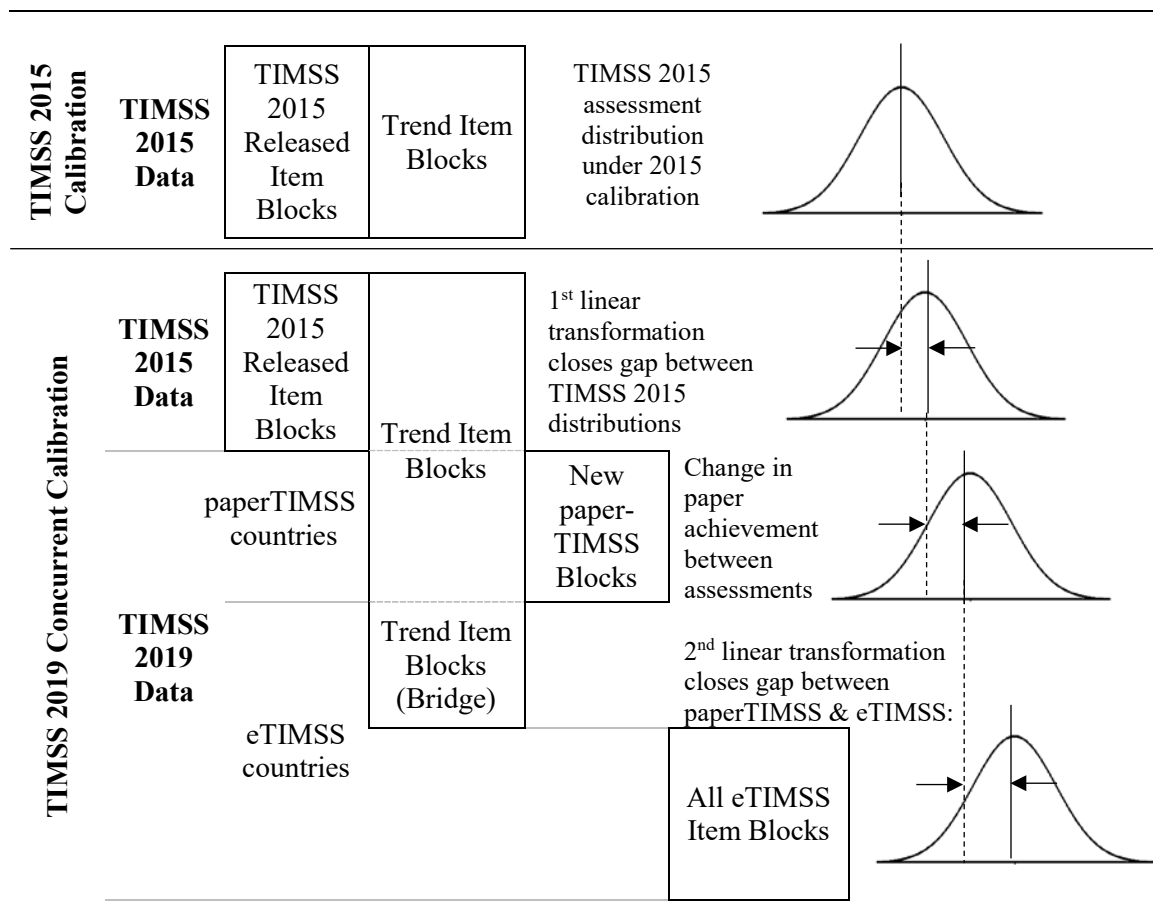 TIMSS 2015
Calibration
TIMSS
2015
Data
TIMSS
2015
Released
Item
Blocks
Trend Item
Blocks
TIMSS 2015
assessment
distribution
under 2015
calibration
TIMSS 2019 Concurrent Calibration
TIMSS
2015
Data
TIMSS
2015
Released
Item
Blocks
Trend Item
Blocks
1st linear
transformation
closes gap between
TIMSS 2015
distributions
paperTIMSS
countries
New
paper-
TIMSS
Blocks
Change in
paper
achievement
between
assessments
TIMSS
2019
Data
Trend Item
Blocks
(Bridge)
2nd linear transformation
closes gap between
paperTIMSS & eTIMSS:
eTIMSS
countries
All eTIMSS
Item Blocks